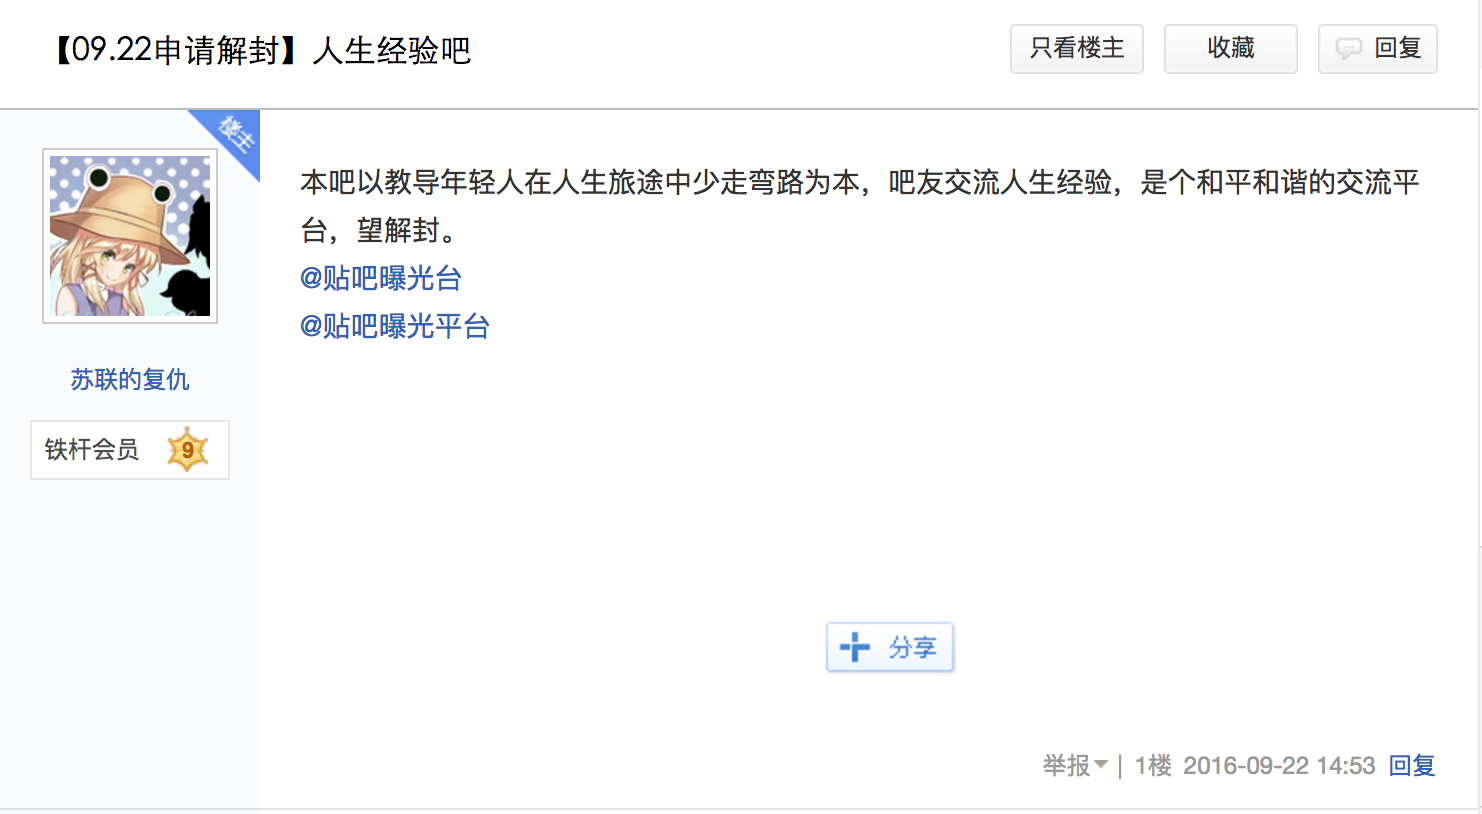 【09.22申请解封】人生经验吧
只看楼主
收藏
回复
楼主
本吧以教导年轻人在人生旅途中少走弯路为本，吧友交流人生经验，是个和平和谐的交流平
台，望解封。
@贴吧曝光台
@贴吧曝光平台
苏联的复仇
铁杆会员 9
分享
举报 | 1楼 2016-09-22 14:53 回复